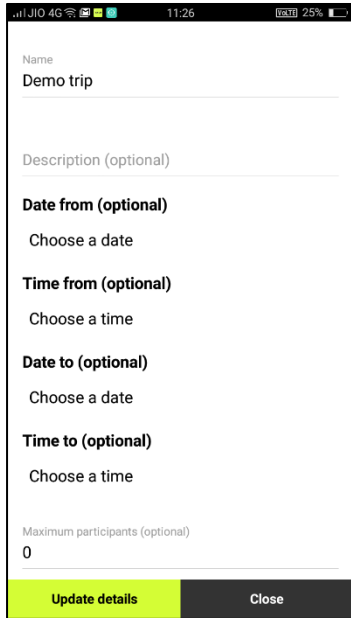 JIO 4G 11:26 VoLTE 25%
Name
Demo trip
Description (optional)
Date from (optional)
Choose a date
Time from (optional)
Choose a time
Date to (optional)
Choose a date
Time to (optional)
Choose a time
Maximum participants (optional)
0
Update details Close